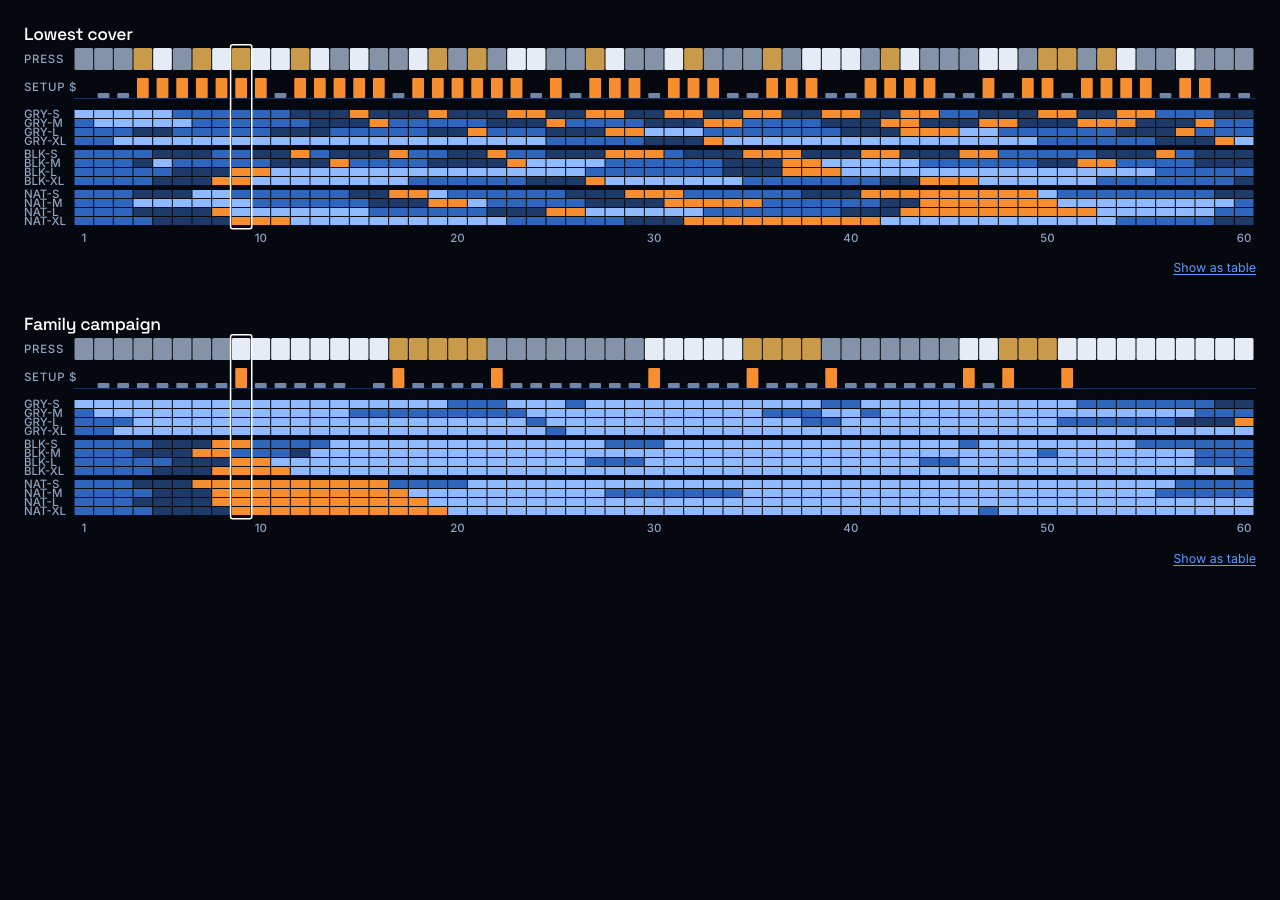 Lowest cover
PRESS
SETUP $
GRY-S
GRY-M
GRY-L
GRY-XL
BLK-S
BLK-M
BLK-L
BLK-XL
NAT-S
NAT-M
NAT-L
NAT-XL
1 10 20 30 40 50 60
Show as table
Family campaign
PRESS
SETUP $
GRY-S
GRY-M
GRY-L
GRY-XL
BLK-S
BLK-M
BLK-L
BLK-XL
NAT-S
NAT-M
NAT-L
NAT-XL
1 10 20 30 40 50 60
Show as table